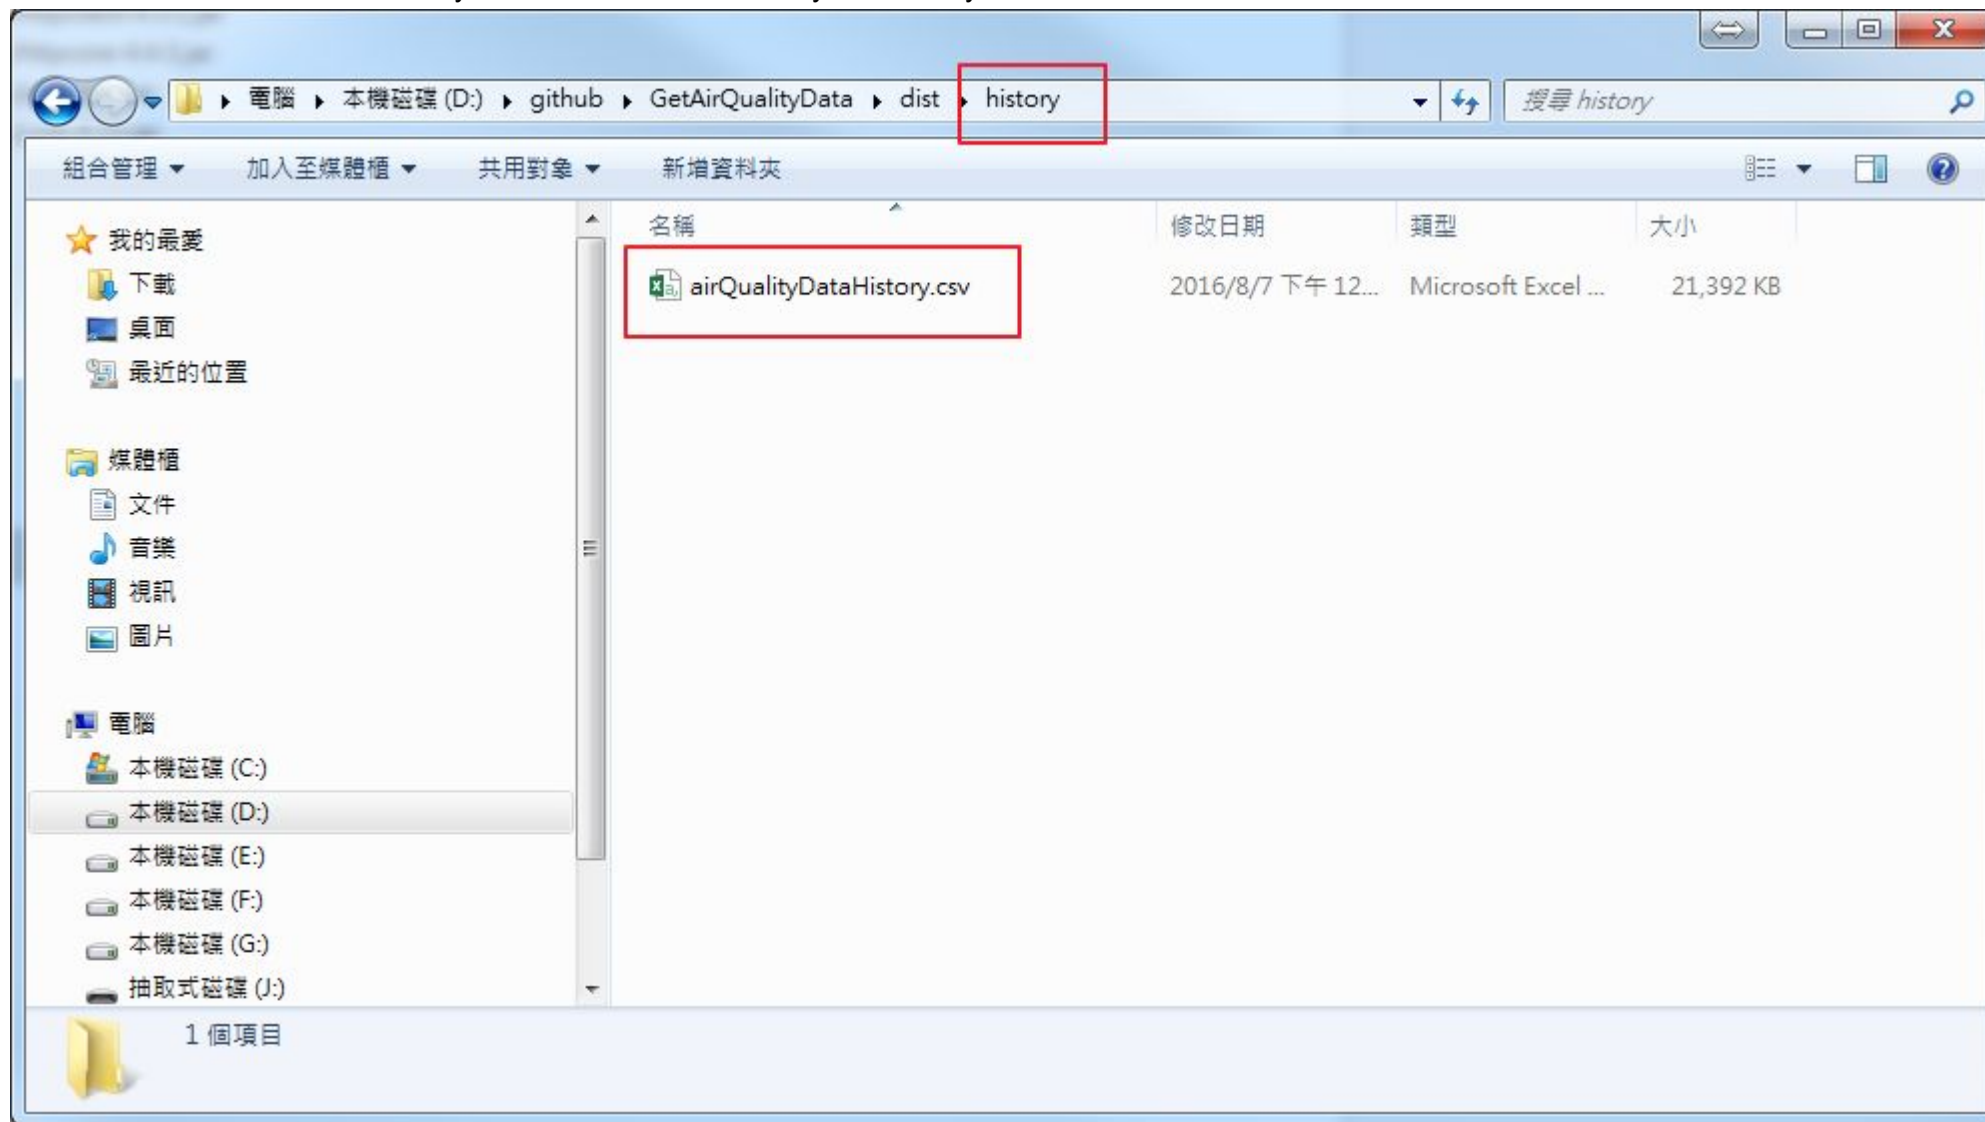 電腦 本機磁碟 (D:) github GetAirQualityData dist history
搜尋 history
組合管理 加入至媒體櫃 共用對象 新增資料夾
名稱 修改日期 類型 大小
airQualityDataHistory.csv 2016/8/7 下午 12... Microsoft Excel ... 21,392 KB
我的最愛
下載
桌面
最近的位置
媒體櫃
文件
音樂
視訊
圖片
電腦
本機磁碟 (C:)
本機磁碟 (D:)
本機磁碟 (E:)
本機磁碟 (F:)
本機磁碟 (G:)
抽取式磁碟 (J:)
1 個項目